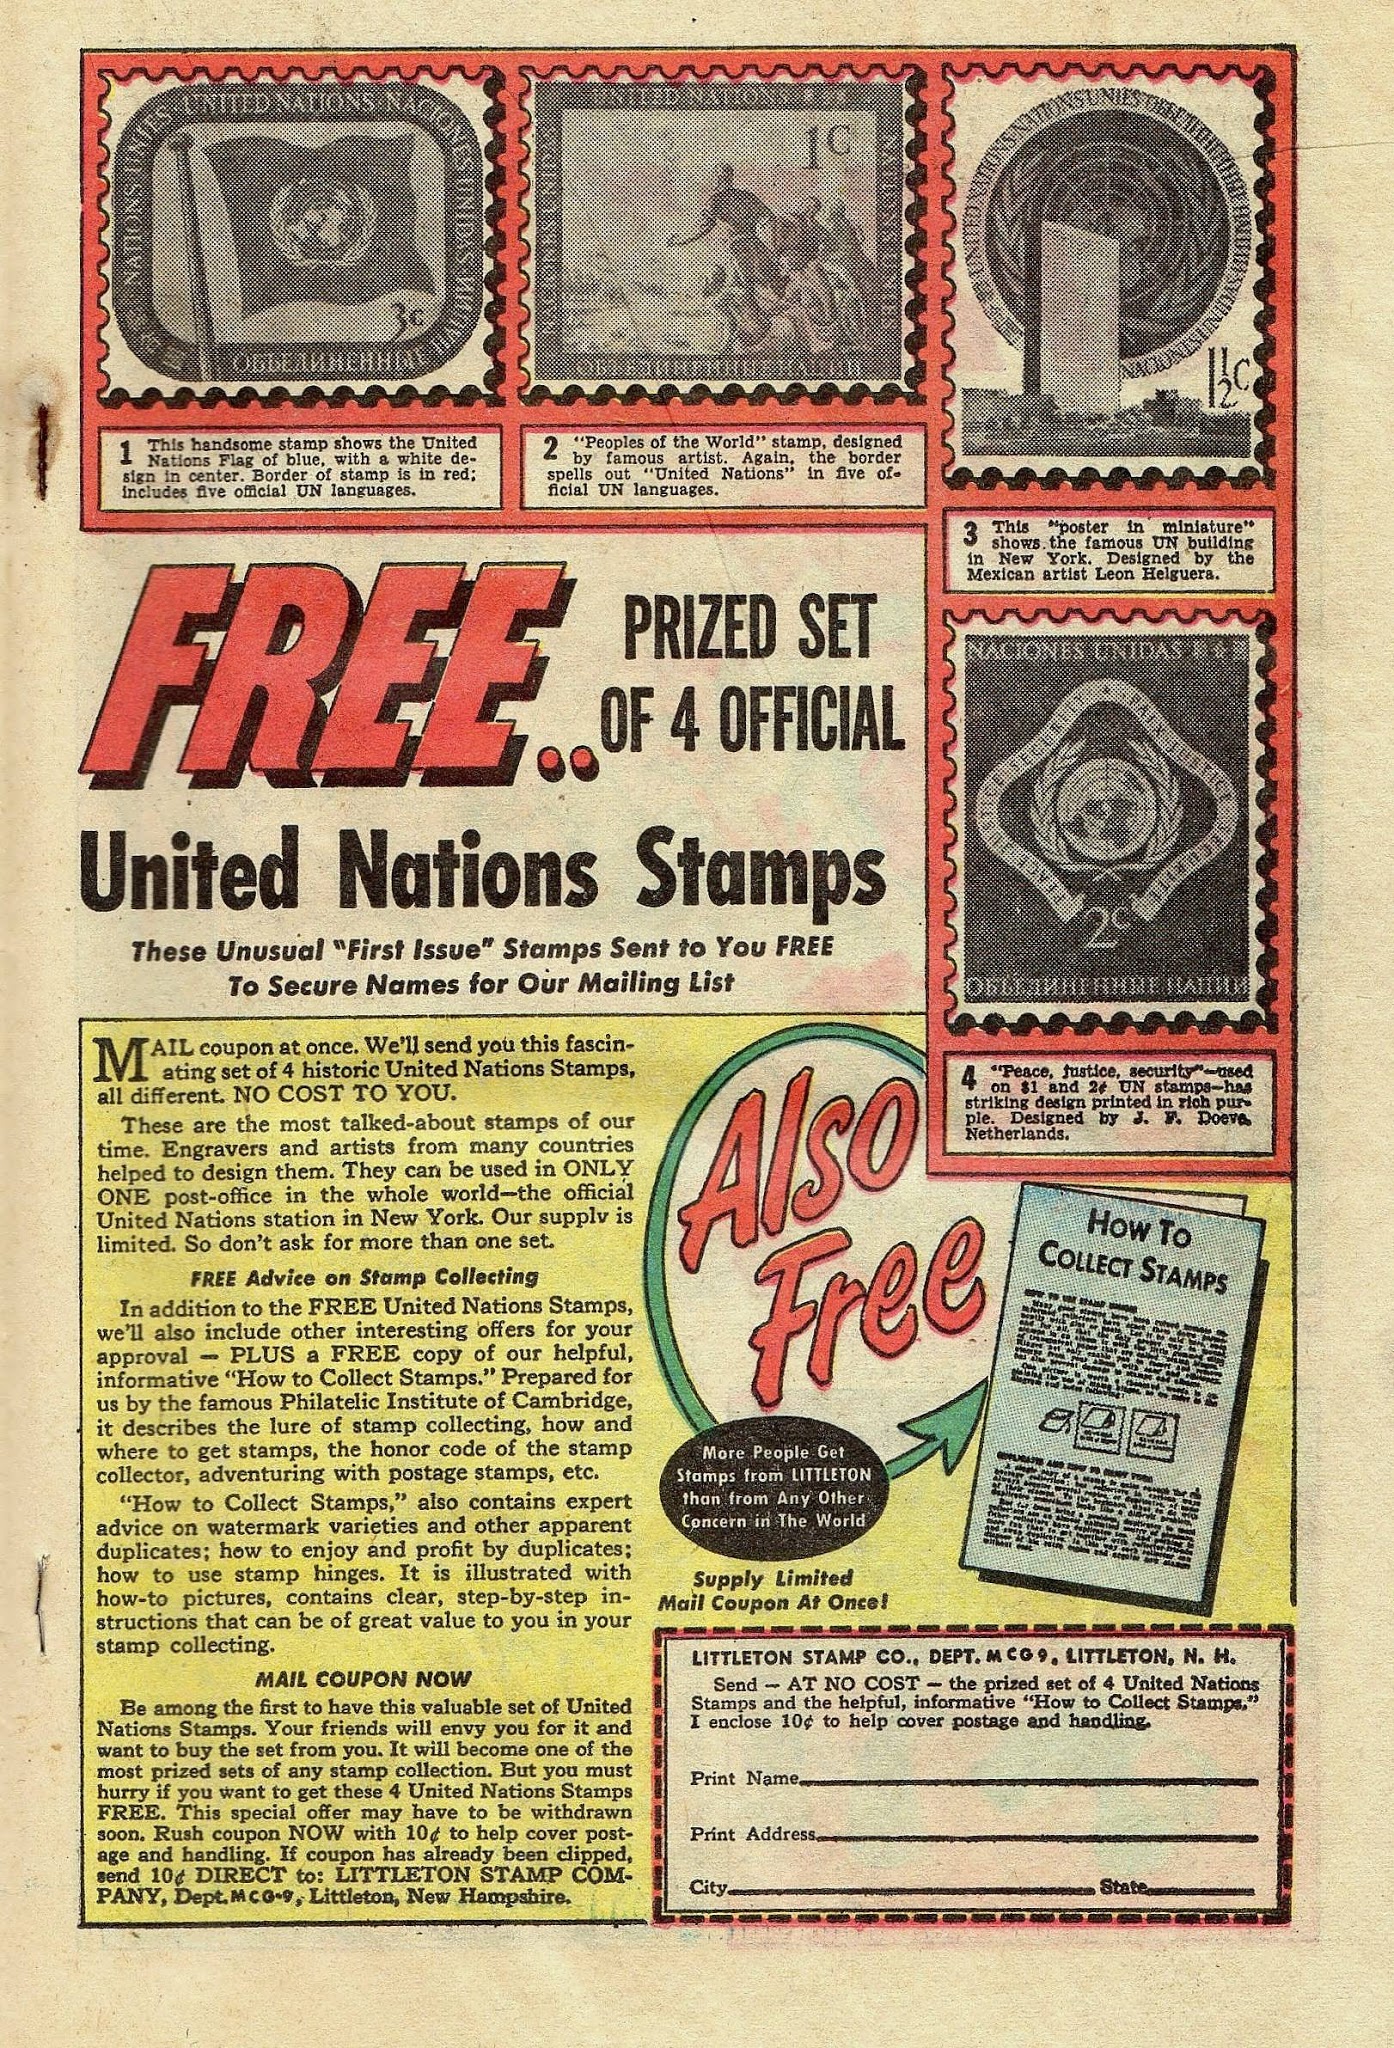 UNITED NATIONS
3c
UNITED NATIONS
1c
1½c
1 This handsome stamp shows the United
Nations Flag of blue, with a white de-
sign in center. Border of stamp is in red;
includes five official UN languages.
2 "Peoples of the World" stamp, designed
by famous artist. Again, the border
spells out "United Nations" in five of-
ficial UN languages.
3 This "poster in miniature"
shows the famous UN building
in New York. Designed by the
Mexican artist Leon Helguera.
NACIONES UNIDAS
2c
4 "Peace, justice, security"—used
on $1 and 2¢ UN stamps—has
striking design printed in rich pur-
ple. Designed by J. F. Doeve,
Netherlands.
FREE..
PRIZED SET
OF 4 OFFICIAL
United Nations Stamps
These Unusual "First Issue" Stamps Sent to You FREE
To Secure Names for Our Mailing List
MAIL coupon at once. We'll send you this fascin-
ating set of 4 historic United Nations Stamps,
all different. NO COST TO YOU.
These are the most talked-about stamps of our
time. Engravers and artists from many countries
helped to design them. They can be used in ONLY
ONE post-office in the whole world—the official
United Nations station in New York. Our supply is
limited. So don't ask for more than one set.
FREE Advice on Stamp Collecting
In addition to the FREE United Nations Stamps,
we'll also include other interesting offers for your
approval — PLUS a FREE copy of our helpful,
informative "How to Collect Stamps." Prepared for
us by the famous Philatelic Institute of Cambridge,
it describes the lure of stamp collecting, how and
where to get stamps, the honor code of the stamp
collector, adventuring with postage stamps, etc.
"How to Collect Stamps," also contains expert
advice on watermark varieties and other apparent
duplicates; how to enjoy and profit by duplicates;
how to use stamp hinges. It is illustrated with
how-to pictures, contains clear, step-by-step in-
structions that can be of great value to you in your
stamp collecting.
MAIL COUPON NOW
Be among the first to have this valuable set of United
Nations Stamps. Your friends will envy you for it and
want to buy the set from you. It will become one of the
most prized sets of any stamp collection. But you must
hurry if you want to get these 4 United Nations Stamps
FREE. This special offer may have to be withdrawn
soon. Rush coupon NOW with 10¢ to help cover post-
age and handling. If coupon has already been clipped,
send 10¢ DIRECT to: LITTLETON STAMP COM-
PANY, Dept. MCG-9, Littleton, New Hampshire.
Also
Free
HOW TO
COLLECT STAMPS
More People Get
Stamps from LITTLETON
than from Any Other
Concern in The World
Supply Limited
Mail Coupon At Once!
LITTLETON STAMP CO., DEPT. MCG9, LITTLETON, N. H.
Send — AT NO COST — the prized set of 4 United Nations
Stamps and the helpful, informative "How to Collect Stamps."
I enclose 10¢ to help cover postage and handling.
Print Name
Print Address
City State